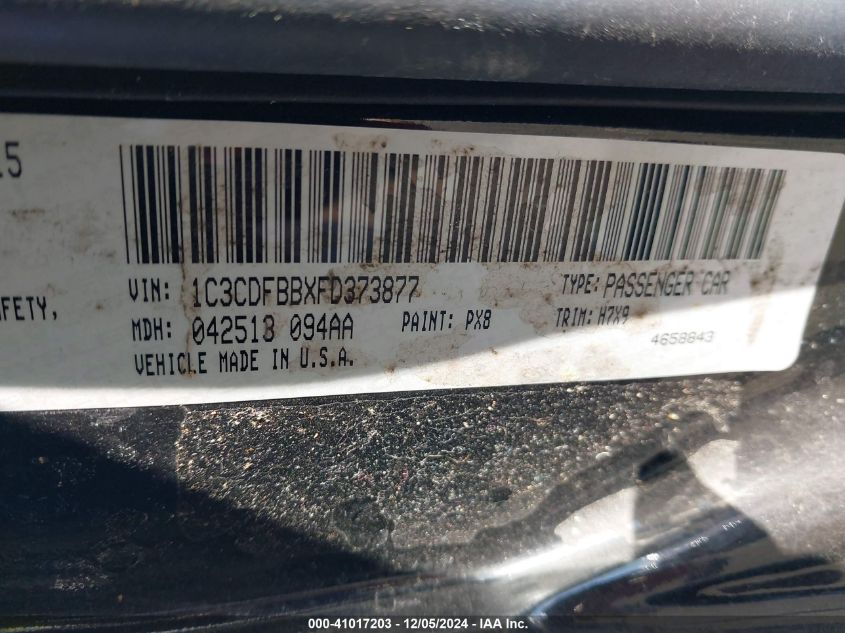 15
VIN: 1C3CDFBBXFD373877 TYPE: PASSENGER CAR
AFETY,
MDH: 042518 094AA PAINT: PX8 TRIM: H7X9
VEHICLE MADE IN U.S.A. 4658843
000-41017203 - 12/05/2024 - IAA Inc.